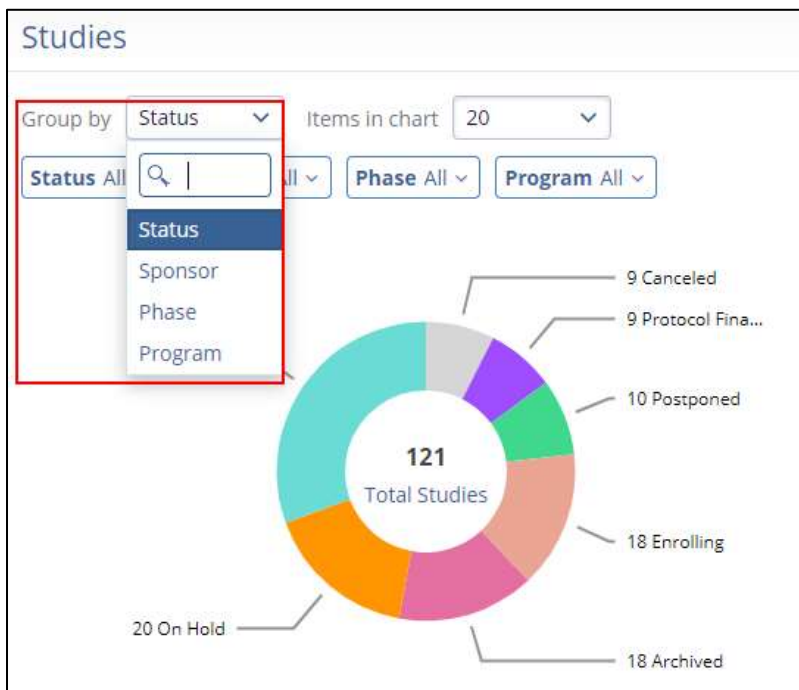 Studies
Group by Status Items in chart 20
Status All ll Phase All Program All
Status
Sponsor
Phase
Program
9 Canceled
9 Protocol Fina...
10 Postponed
121
Total Studies
18 Enrolling
20 On Hold
18 Archived